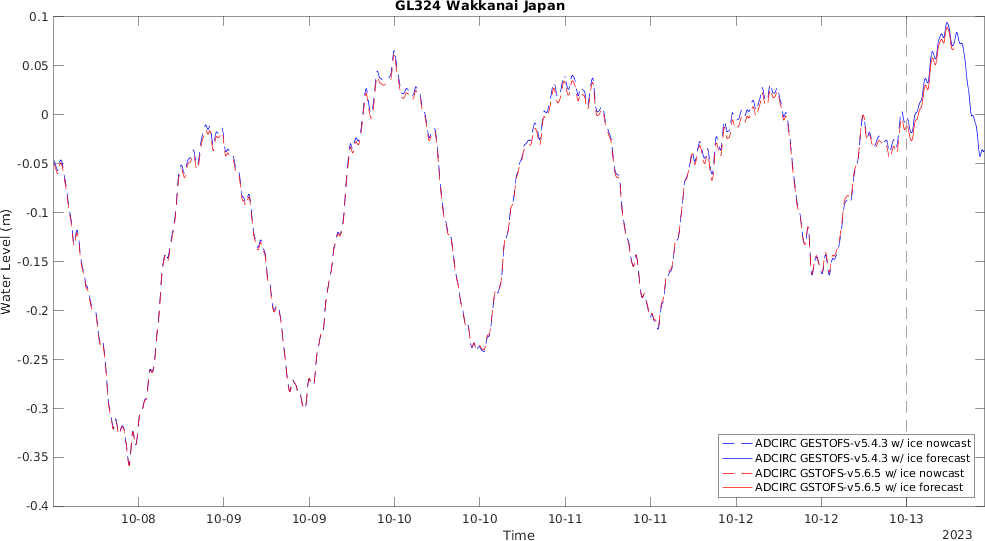 GL324 Wakkanai Japan
0.1
0.05
0
-0.05
-0.1
-0.15
-0.2
-0.25
-0.3
-0.35
-0.4
Water Level (m)
ADCIRC GESTOFS-v5.4.3 w/ ice nowcast
ADCIRC GESTOFS-v5.4.3 w/ ice forecast
ADCIRC GSTOFS-v5.6.5 w/ ice nowcast
ADCIRC GSTOFS-v5.6.5 w/ ice forecast
10-08 10-09 10-09 10-10 10-10 10-11 10-11 10-12 10-12 10-13
Time
2023